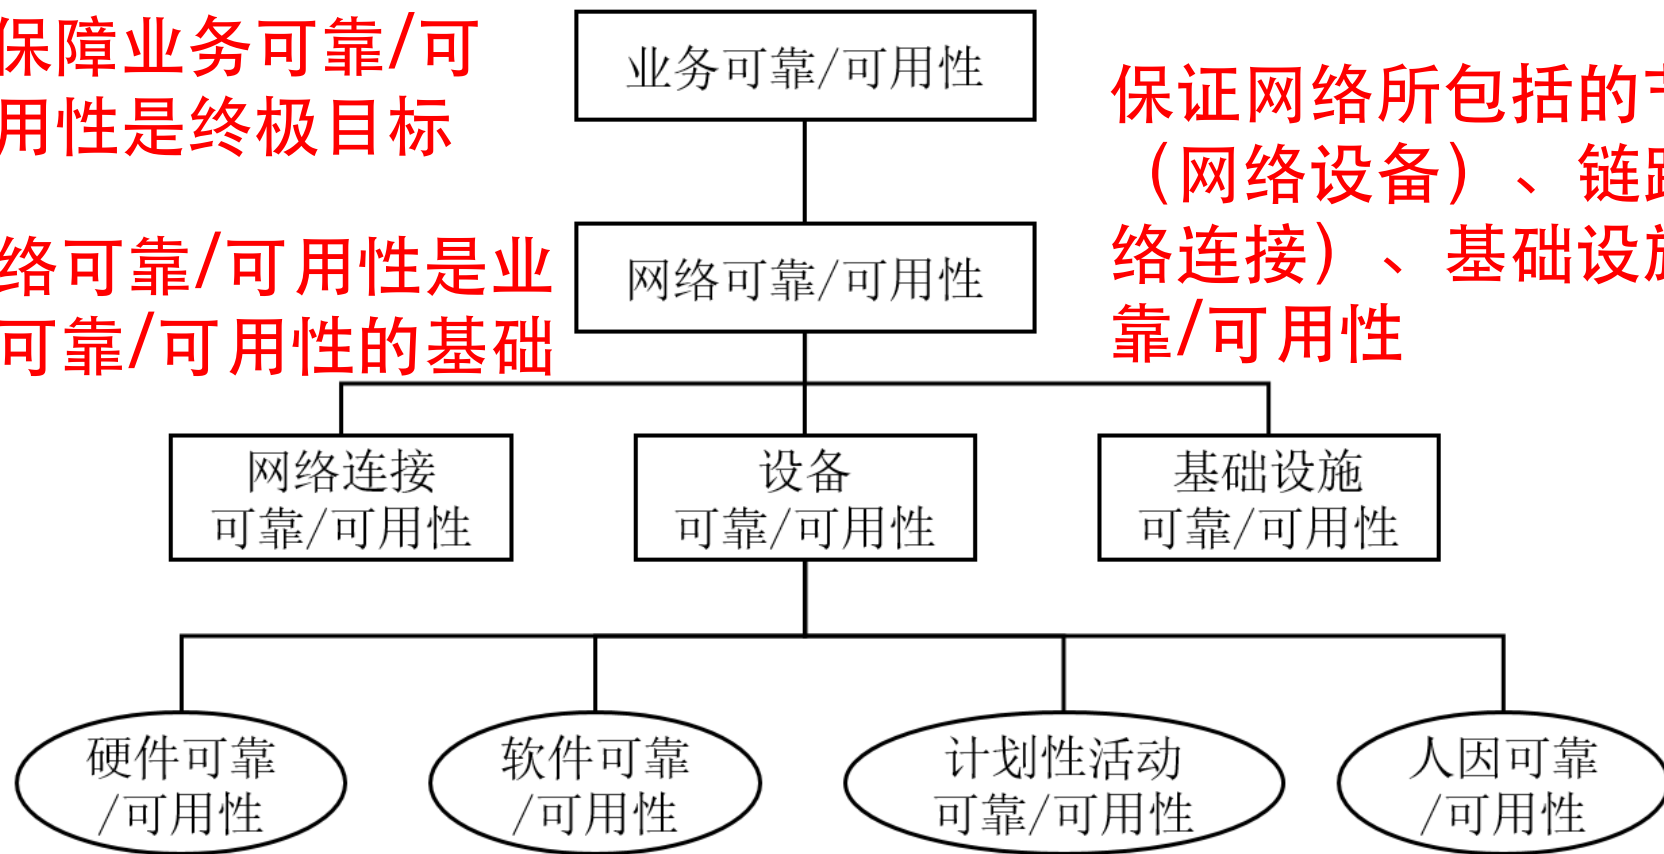 保障业务可靠/可
用性是终极目标
络可靠/可用性是业
可靠/可用性的基础
业务可靠/可用性
网络可靠/可用性
保证网络所包括的
（网络设备）、链
络连接）、基础设
靠/可用性
网络连接
可靠/可用性
设备
可靠/可用性
基础设施
可靠/可用性
硬件可靠
/可用性
软件可靠
/可用性
计划性活动
可靠/可用性
人因可靠
/可用性